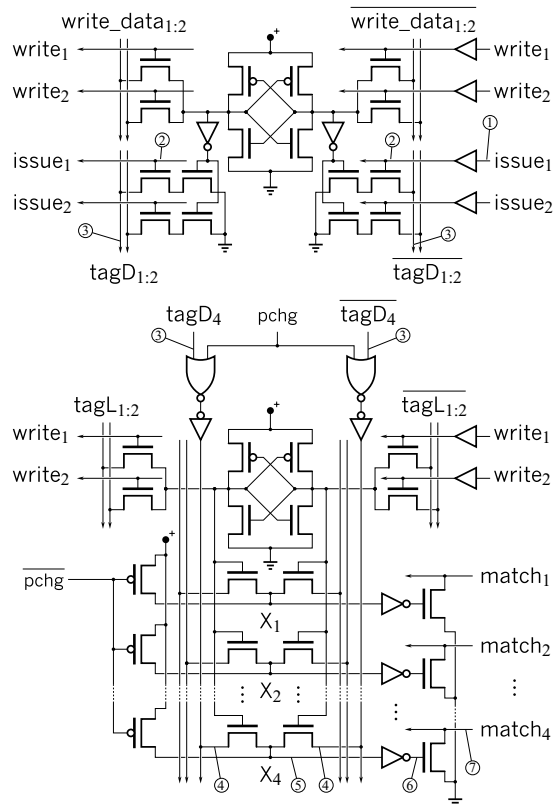 write_data1:2 write_data1:2
+
write1 write1
write2 write2
①
issue1 ② ② issue1
issue2 issue2
③ ③
tagD1:2 tagD1:2
tagD4 pchg tagD4
③ ③
tagL1:2 + tagL1:2
write1 write1
write2 write2
+
pchg match1
X1
match2
X2
⋮ ⋮ ⋮ ⋮
match4
X4
④ ⑤ ④ ⑥ ⑦